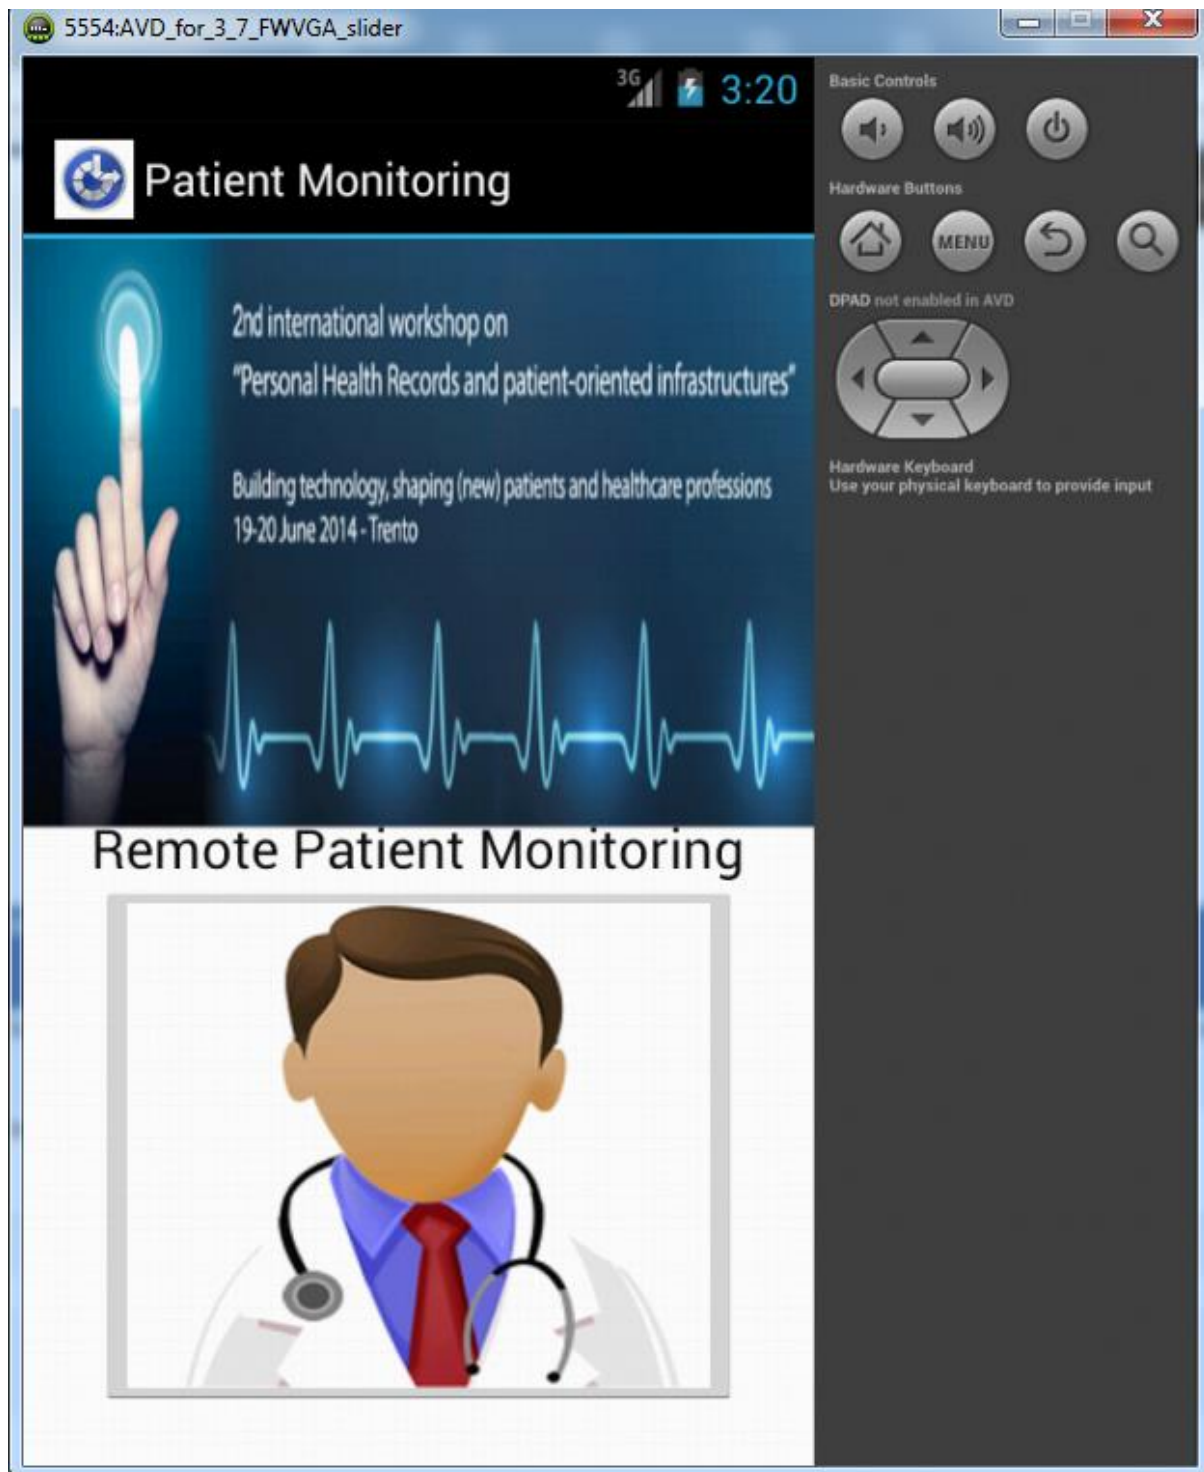 5554:AVD_for_3_7_FWVGA_slider
3G 3:20
Patient Monitoring
2nd international workshop on
"Personal Health Records and patient-oriented infrastructures"
Building technology, shaping (new) patients and healthcare professions
19-20 June 2014 - Trento
Remote Patient Monitoring
Basic Controls
Hardware Buttons
MENU
DPAD not enabled in AVD
Hardware Keyboard
Use your physical keyboard to provide input